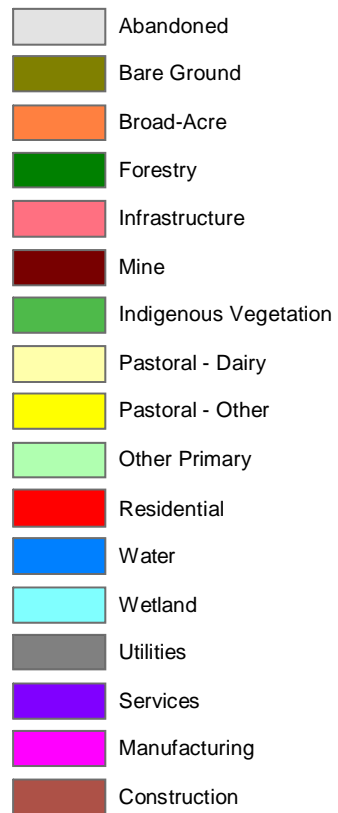 Abandoned
Bare Ground
Broad-Acre
Forestry
Infrastructure
Mine
Indigenous Vegetation
Pastoral - Dairy
Pastoral - Other
Other Primary
Residential
Water
Wetland
Utilities
Services
Manufacturing
Construction